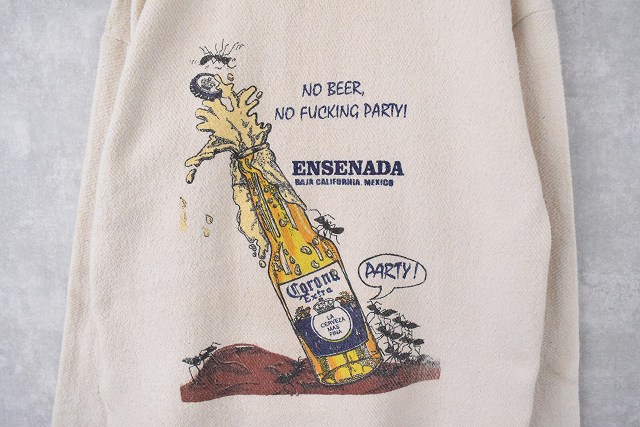 NO BEER,
NO FUCKING PARTY!
ENSENADA
BAJA CALIFORNIA, MEXICO
PARTY!
Corona
Extra
LA
CERVEZA
MAS
FINA